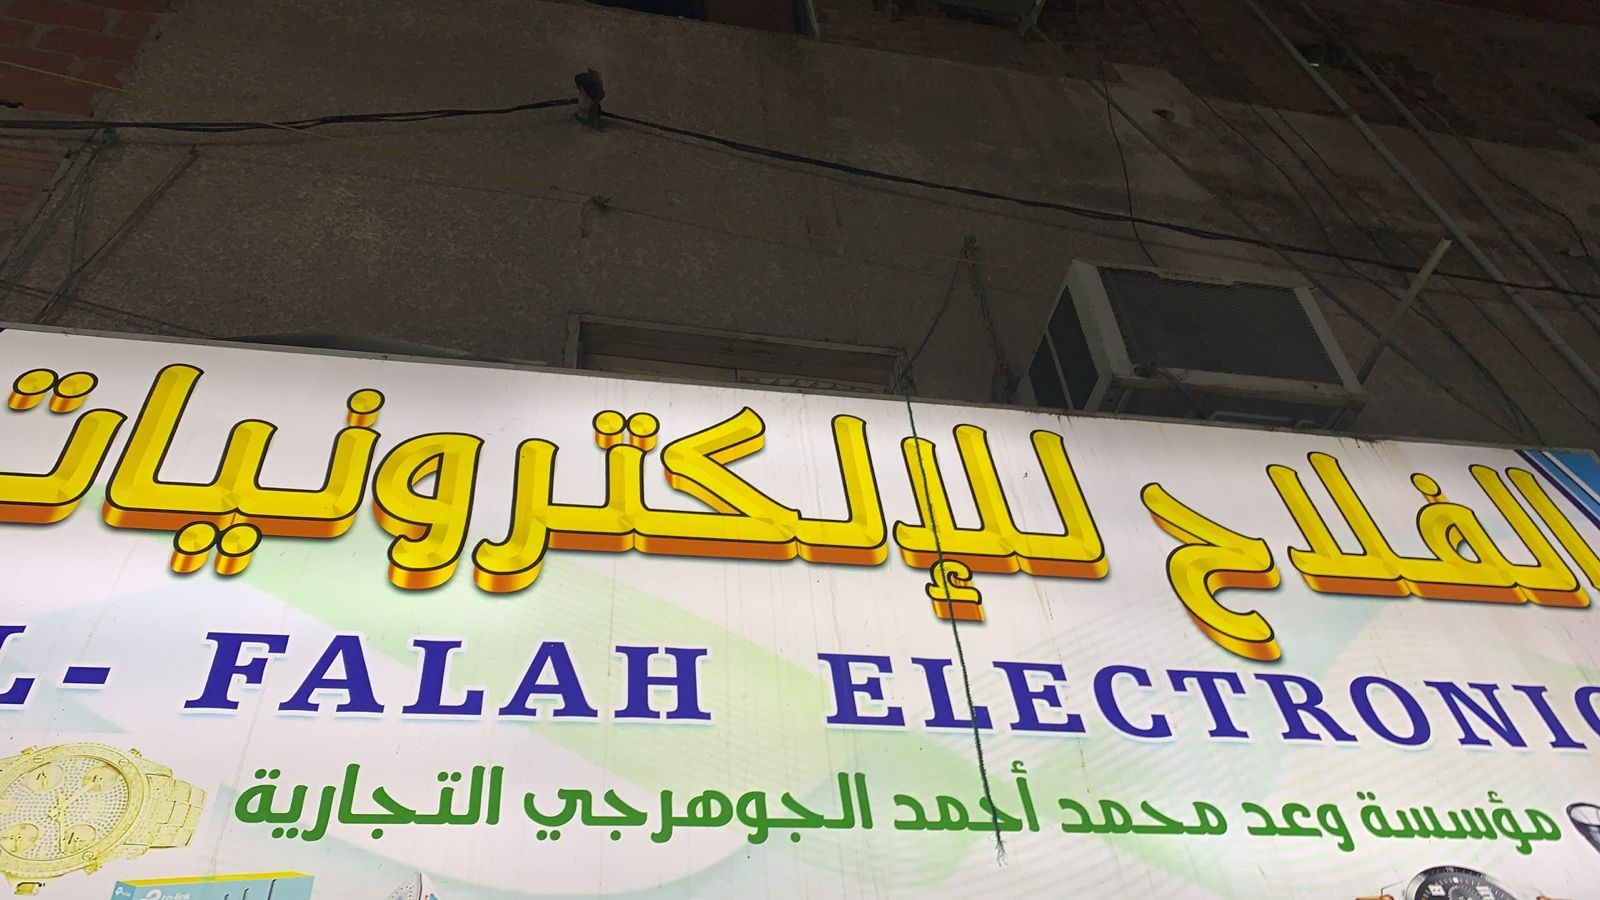 الفلاح للإلكترونيات
L - FALAH ELECTRONIC
مؤسسة وعد محمد أحمد الجوهرجي التجارية